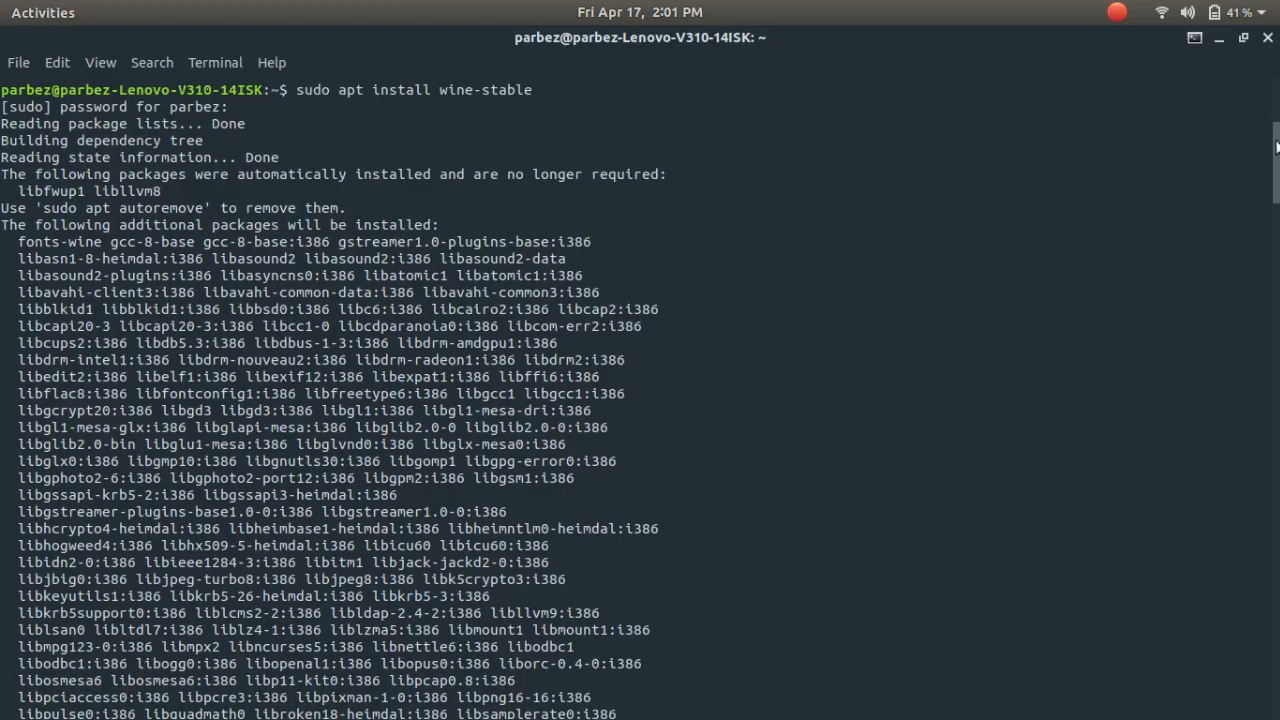 Activities
Fri Apr 17, 2:01 PM
41%
parbez@parbez-Lenovo-V310-14ISK: ~
File Edit View Search Terminal Help
parbez@parbez-Lenovo-V310-14ISK:~$ sudo apt install wine-stable
[sudo] password for parbez:
Reading package lists... Done
Building dependency tree
Reading state information... Done
The following packages were automatically installed and are no longer required:
libfwup1 libllvm8
Use 'sudo apt autoremove' to remove them.
The following additional packages will be installed:
fonts-wine gcc-8-base gcc-8-base:i386 gstreamer1.0-plugins-base:i386
libasn1-8-heimdal:i386 libasound2 libasound2:i386 libasound2-data
libasound2-plugins:i386 libasyncns0:i386 libatomic1 libatomic1:i386
libavahi-client3:i386 libavahi-common-data:i386 libavahi-common3:i386
libblkid1 libblkid1:i386 libbsd0:i386 libc6:i386 libcairo2:i386 libcap2:i386
libcapi20-3 libcapi20-3:i386 libcc1-0 libcdparanoia0:i386 libcom-err2:i386
libcups2:i386 libdb5.3:i386 libdbus-1-3:i386 libdrm-amdgpu1:i386
libdrm-intel1:i386 libdrm-nouveau2:i386 libdrm-radeon1:i386 libdrm2:i386
libedit2:i386 libelf1:i386 libexif12:i386 libexpat1:i386 libffi6:i386
libflac8:i386 libfontconfig1:i386 libfreetype6:i386 libgcc1 libgcc1:i386
libgcrypt20:i386 libgd3 libgd3:i386 libgl1:i386 libgl1-mesa-dri:i386
libgl1-mesa-glx:i386 libglapi-mesa:i386 libglib2.0-0 libglib2.0-0:i386
libglib2.0-bin libglu1-mesa:i386 libglvnd0:i386 libglx-mesa0:i386
libglx0:i386 libgmp10:i386 libgnutls30:i386 libgomp1 libgpg-error0:i386
libgphoto2-6:i386 libgphoto2-port12:i386 libgpm2:i386 libgsm1:i386
libgssapi-krb5-2:i386 libgssapi3-heimdal:i386
libgstreamer-plugins-base1.0-0:i386 libgstreamer1.0-0:i386
libhcrypto4-heimdal:i386 libheimbase1-heimdal:i386 libheimntlm0-heimdal:i386
libhogweed4:i386 libhx509-5-heimdal:i386 libicu60 libicu60:i386
libidn2-0:i386 libieee1284-3:i386 libitm1 libjack-jackd2-0:i386
libjbig0:i386 libjpeg-turbo8:i386 libjpeg8:i386 libk5crypto3:i386
libkeyutils1:i386 libkrb5-26-heimdal:i386 libkrb5-3:i386
libkrb5support0:i386 liblcms2-2:i386 libldap-2.4-2:i386 libllvm9:i386
liblsan0 libltdl7:i386 liblz4-1:i386 liblzma5:i386 libmount1 libmount1:i386
libmpg123-0:i386 libmpx2 libncurses5:i386 libnettle6:i386 libodbc1
libodbc1:i386 libogg0:i386 libopenal1:i386 libopus0:i386 liborc-0.4-0:i386
libosmesa6 libosmesa6:i386 libp11-kit0:i386 libpcap0.8:i386
libpciaccess0:i386 libpcre3:i386 libpixman-1-0:i386 libpng16-16:i386
libpulse0:i386 libquadmath0 libroken18-heimdal:i386 libsamplerate0:i386